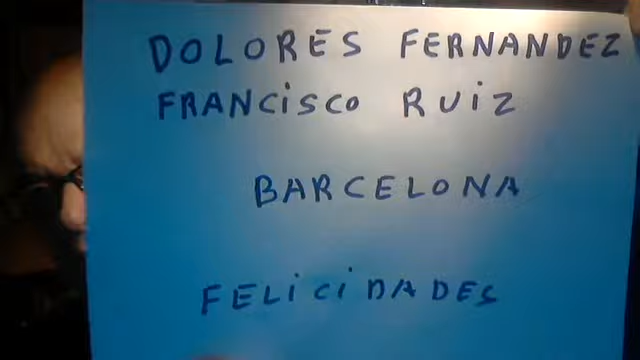 DOLORES FERNANDEZ
FRANCiSCO RUiZ
BARCELONA
FELiCiDADES